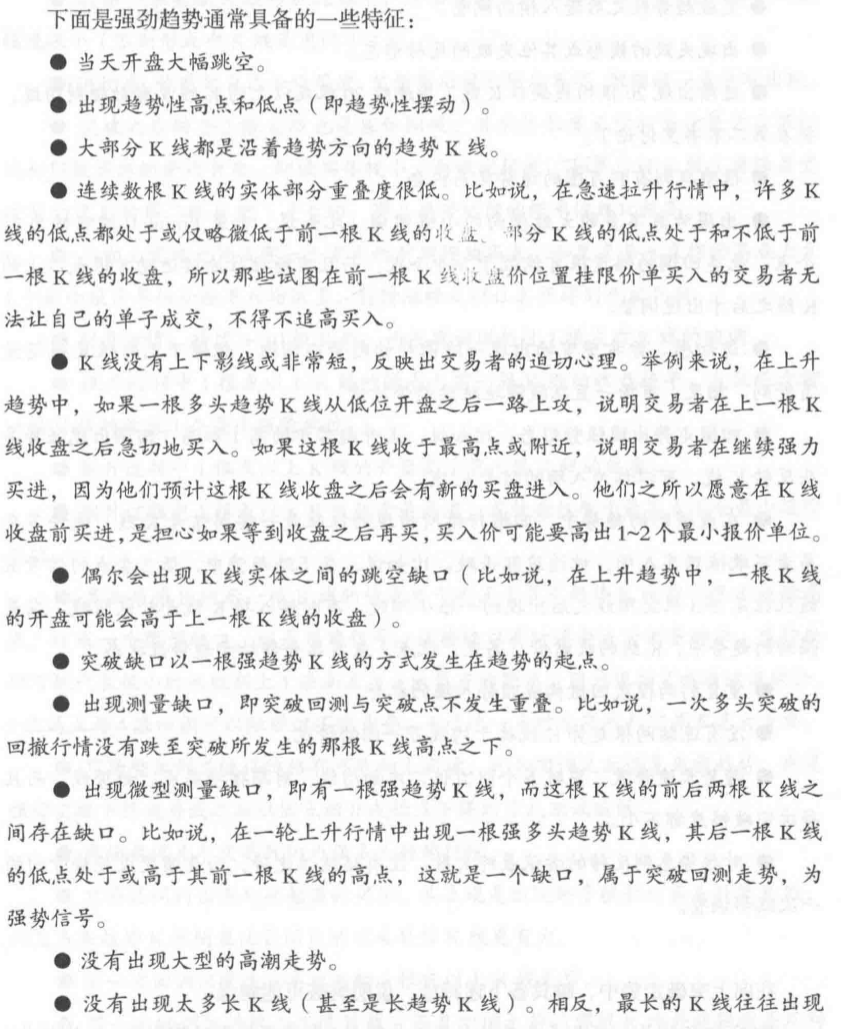 下面是强劲趋势通常具备的一些特征：
● 当天开盘大幅跳空。
● 出现趋势性高点和低点（即趋势性摆动）。
● 大部分 K 线都是沿着趋势方向的趋势 K 线。
● 连续数根 K 线的实体部分重叠度很低。比如说，在急速拉升行情中，许多 K
线的低点都处于或仅略微低于前一根 K 线的收盘。部分 K 线的低点处于和不低于前
一根 K 线的收盘，所以那些试图在前一根 K 线收盘价位置挂限价单买入的交易者无
法让自己的单子成交，不得不追高买入。
● K 线没有上下影线或非常短，反映出交易者的迫切心理。举例来说，在上升
趋势中，如果一根多头趋势 K 线从低位开盘之后一路上攻，说明交易者在上一根 K
线收盘之后急切地买入。如果这根 K 线收于最高点或附近，说明交易者在继续强力
买进，因为他们预计这根 K 线收盘之后会有新的买盘进入。他们之所以愿意在 K 线
收盘前买进，是担心如果等到收盘之后再买，买入价可能要高出 1~2 个最小报价单位。
● 偶尔会出现 K 线实体之间的跳空缺口（比如说，在上升趋势中，一根 K 线
的开盘可能会高于上一根 K 线的收盘）。
● 突破缺口以一根强趋势 K 线的方式发生在趋势的起点。
● 出现测量缺口，即突破回测与突破点不发生重叠。比如说，一次多头突破的
回撤行情没有跌至突破所发生的那根 K 线高点之下。
● 出现微型测量缺口，即有一根强趋势 K 线，而这根 K 线的前后两根 K 线之
间存在缺口。比如说，在一轮上升行情中出现一根强多头趋势 K 线，其后一根 K 线
的低点处于或高于其前一根 K 线的高点，这就是一个缺口，属于突破回测走势，为
强势信号。
● 没有出现大型的高潮走势。
● 没有出现太多长 K 线（甚至是长趋势 K 线）。相反，最长的 K 线往往出现